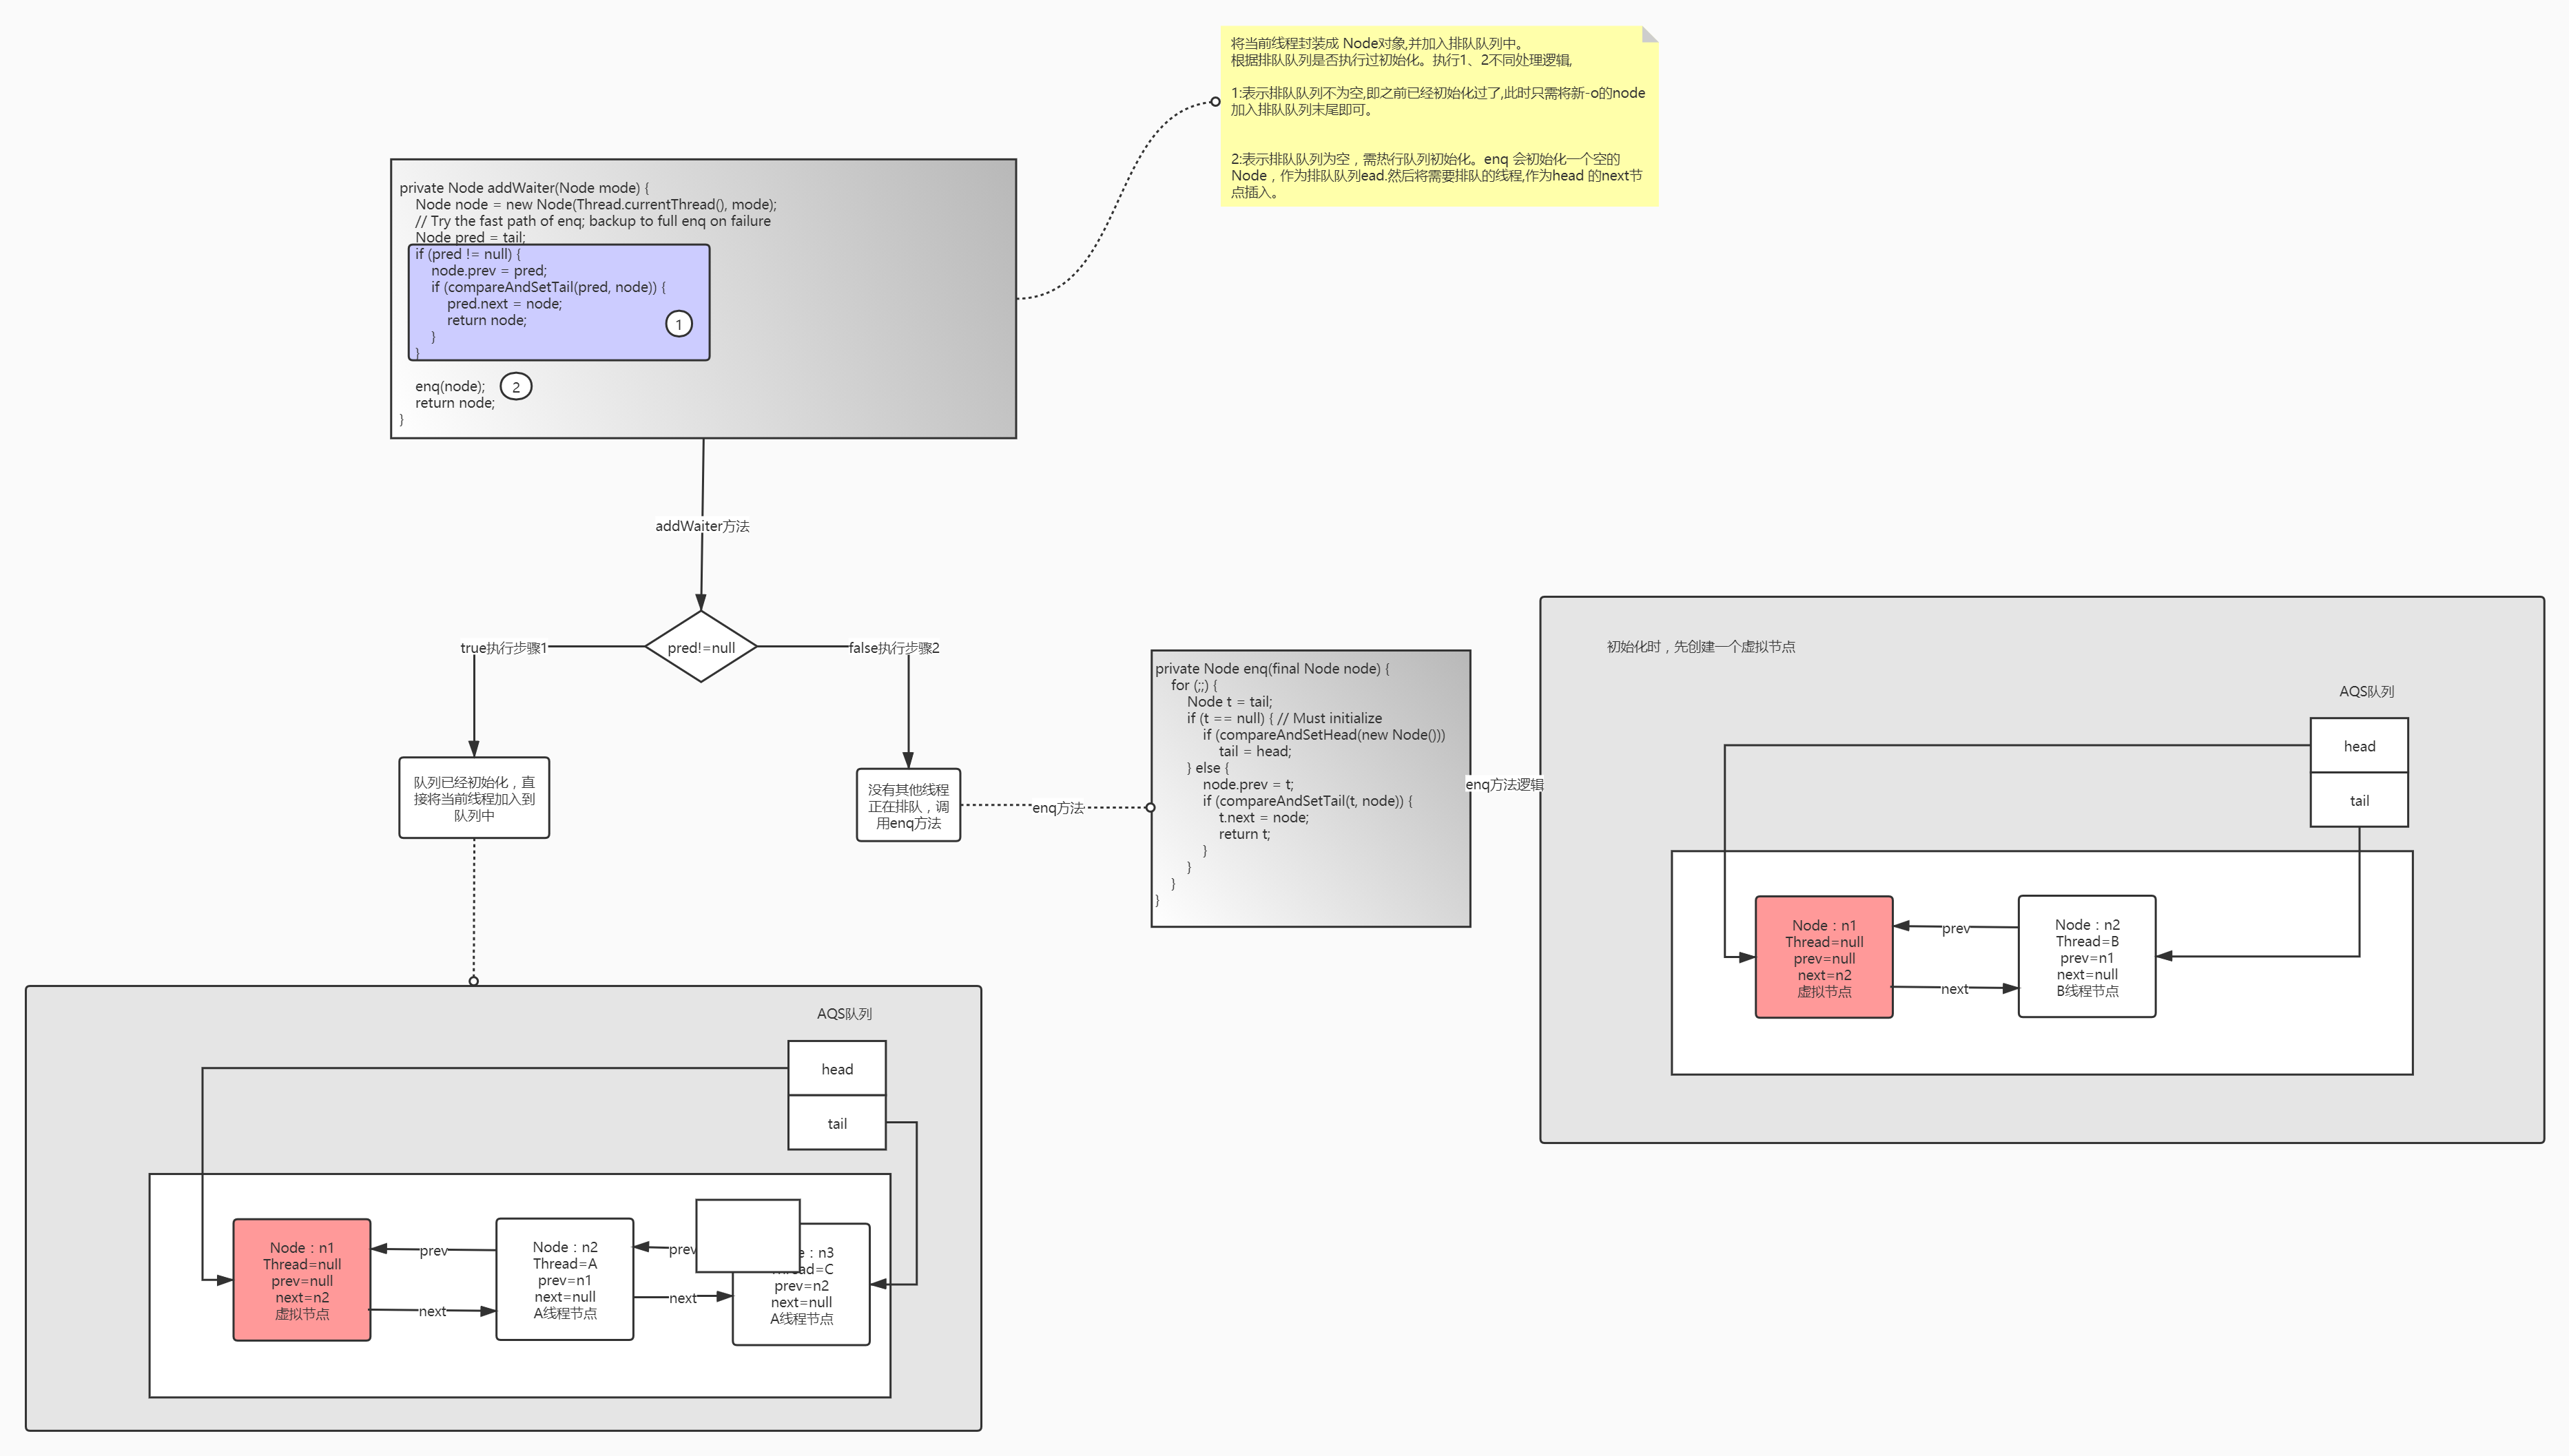 将当前线程封装成 Node对象,并加入排队队列中。
根据排队队列是否执行过初始化。执行1、2不同处理逻辑,
1:表示排队队列不为空,即之前已经初始化过了,此时只需将新-o的node
加入排队队列末尾即可。
2:表示排队队列为空，需热行队列初始化。enq 会初始化一个空的
Node，作为排队队列ead.然后将需要排队的线程,作为head 的next节
点插入。
private Node addWaiter(Node mode) {
Node node = new Node(Thread.currentThread(), mode);
// Try the fast path of enq; backup to full enq on failure
Node pred = tail;
if (pred != null) {
node.prev = pred;
if (compareAndSetTail(pred, node)) {
pred.next = node;
return node;
}
1
}
enq(node);
2
return node;
}
addWaiter方法
pred!=null
true执行步骤1
false执行步骤2
队列已经初始化，直
接将当前线程加入到
队列中
没有其他线程
正在排队，调
用enq方法
enq方法
private Node enq(final Node node) {
for (;;) {
Node t = tail;
if (t == null) { // Must initialize
if (compareAndSetHead(new Node()))
tail = head;
} else {
node.prev = t;
if (compareAndSetTail(t, node)) {
t.next = node;
return t;
}
}
}
}
enq方法逻辑
初始化时，先创建一个虚拟节点
AQS队列
head
tail
Node：n1
Thread=null
prev=null
next=n2
虚拟节点
prev
next
Node：n2
Thread=B
prev=n1
next=null
B线程节点
AQS队列
head
tail
Node：n1
Thread=null
prev=null
next=n2
虚拟节点
prev
next
Node：n2
Thread=A
prev=n1
next=null
A线程节点
prev
next
e：n3
ad=C
prev=n2
next=null
A线程节点